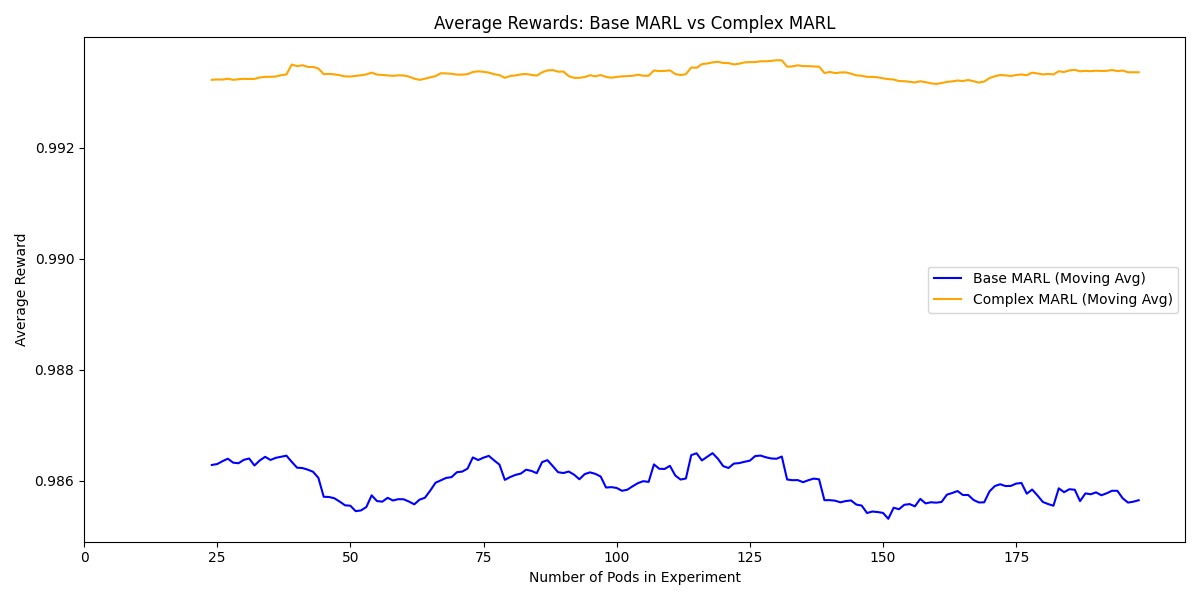 Average Rewards: Base MARL vs Complex MARL
Average Reward
0.992
0.990
0.988
0.986
Base MARL (Moving Avg)
Complex MARL (Moving Avg)
0 25 50 75 100 125 150 175
Number of Pods in Experiment